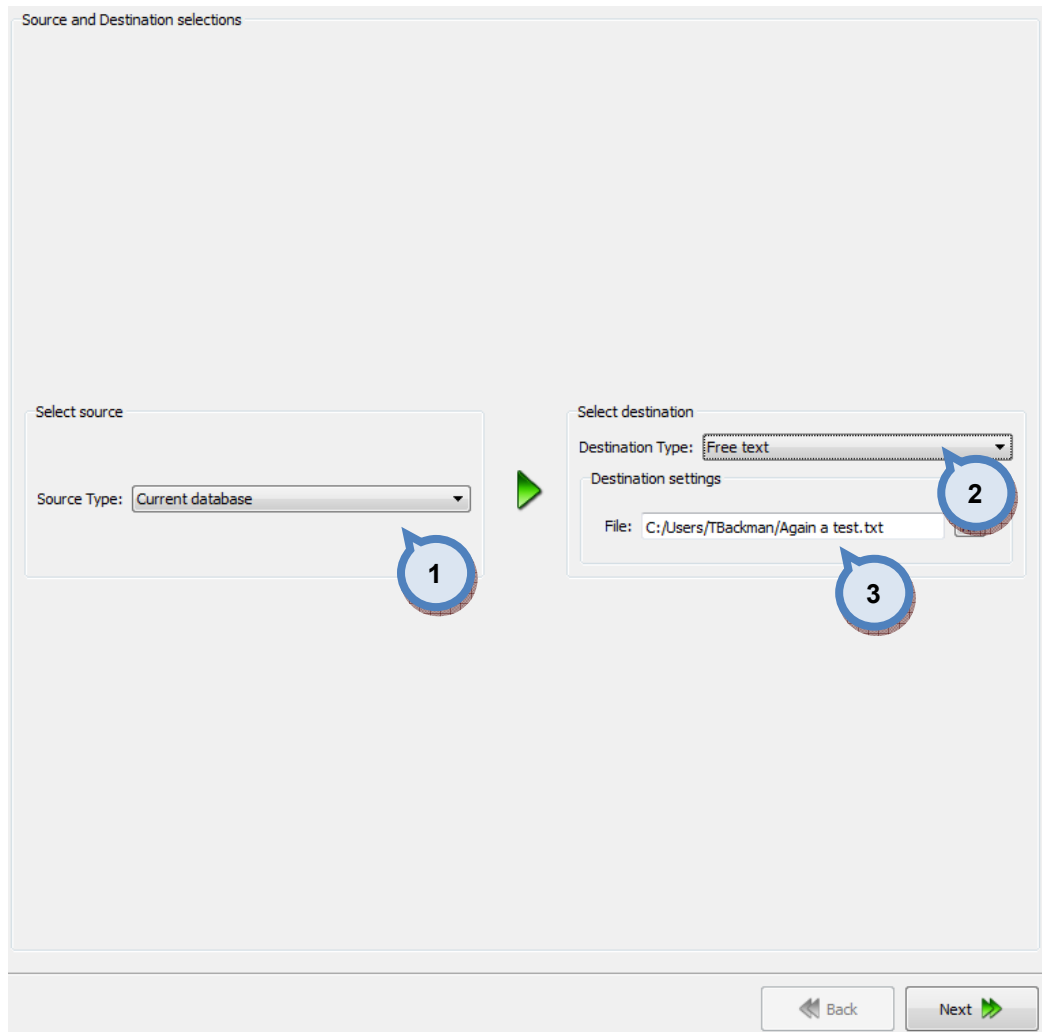 Source and Destination selections
Select source
Source Type: Current database
1
Select destination
Destination Type: Free text
2
Destination settings
File: C:/Users/TBackman/Again a test.txt
3
Back
Next